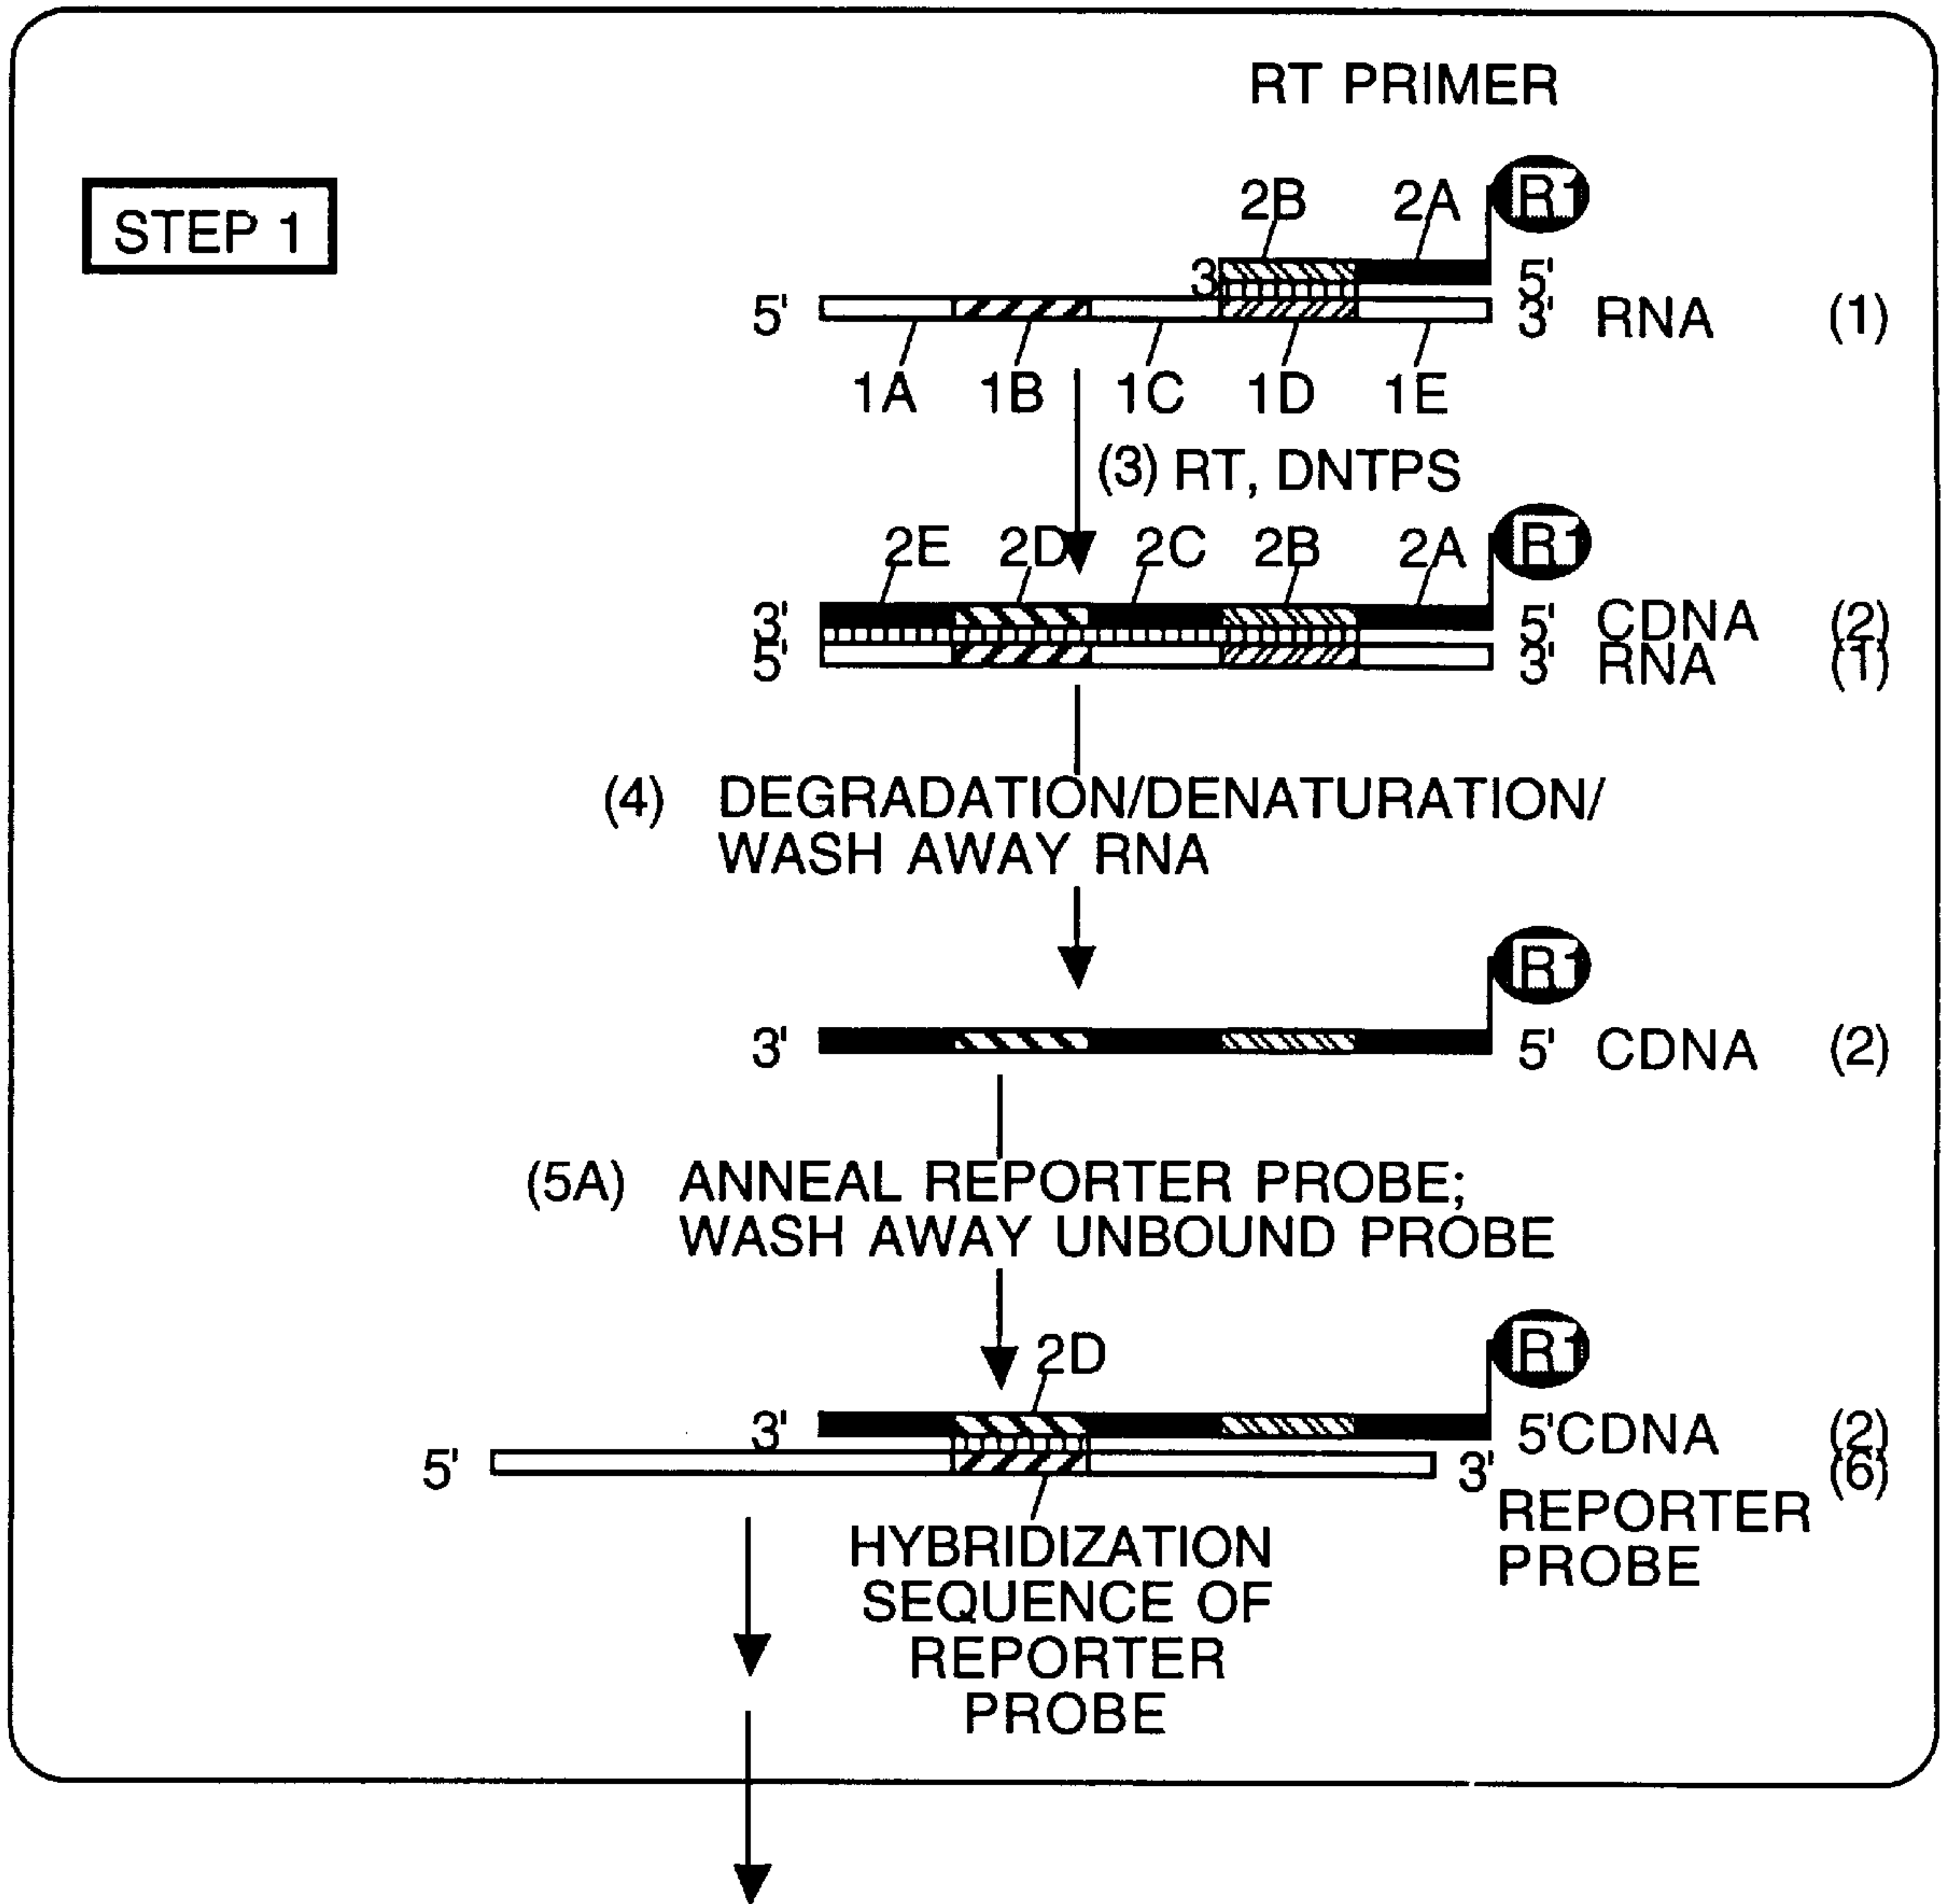 RT PRIMER
STEP 1
2B 2A R1
3 5'
5' 3' RNA (1)
1A 1B 1C 1D 1E
(3) RT, DNTPS
2E 2D 2C 2B 2A R1
3' 5' CDNA (2)
5' 3' RNA (1)
(4) DEGRADATION/DENATURATION/
WASH AWAY RNA
R1
3' 5' CDNA (2)
(5A) ANNEAL REPORTER PROBE;
WASH AWAY UNBOUND PROBE
2D R1
3' 5'CDNA (2)
5' 3' (6)
REPORTER
PROBE
HYBRIDIZATION
SEQUENCE OF
REPORTER
PROBE